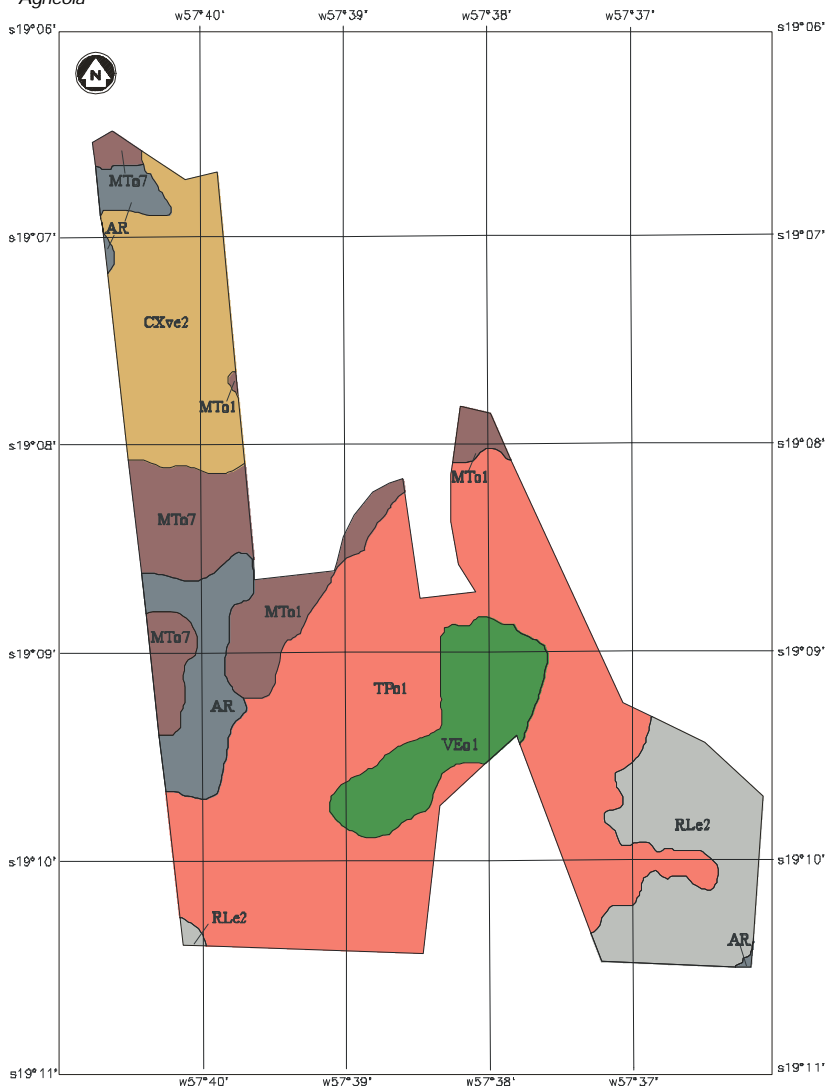 Agrícola
w57°40' w57°39' w57°38' w57°37'
s19°06' s19°06'
N
MTo7
AR
s19°07' s19°07'
CXve2
MTo1
s19°08' s19°08'
MTo1
MTo7
MTo1
MTo7
s19°09' s19°09'
TPo1
AR
VEo1
RLe2
s19°10' s19°10'
RLe2
AR
s19°11' s19°11'
w57°40' w57°39' w57°38' w57°37'